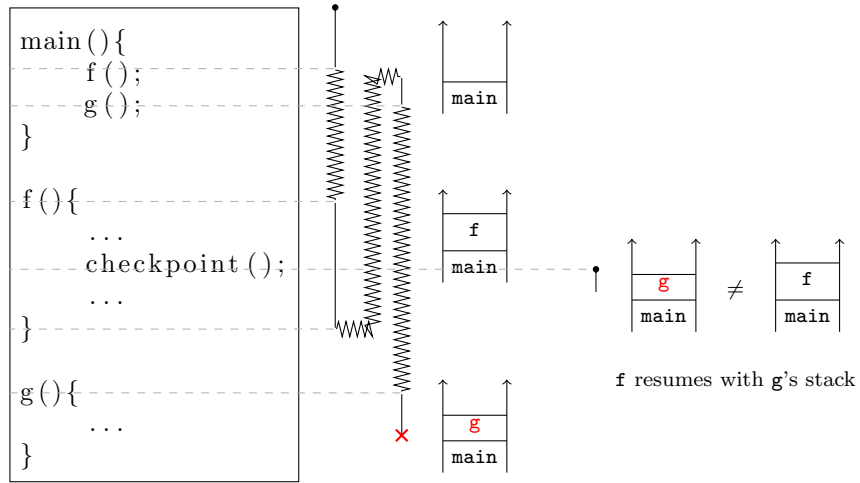 main(){
f();
g();
}
f(){
...
checkpoint();
...
}
g(){
...
}
main
f
main
g
main
g
main
≠
f
main
f resumes with g's stack